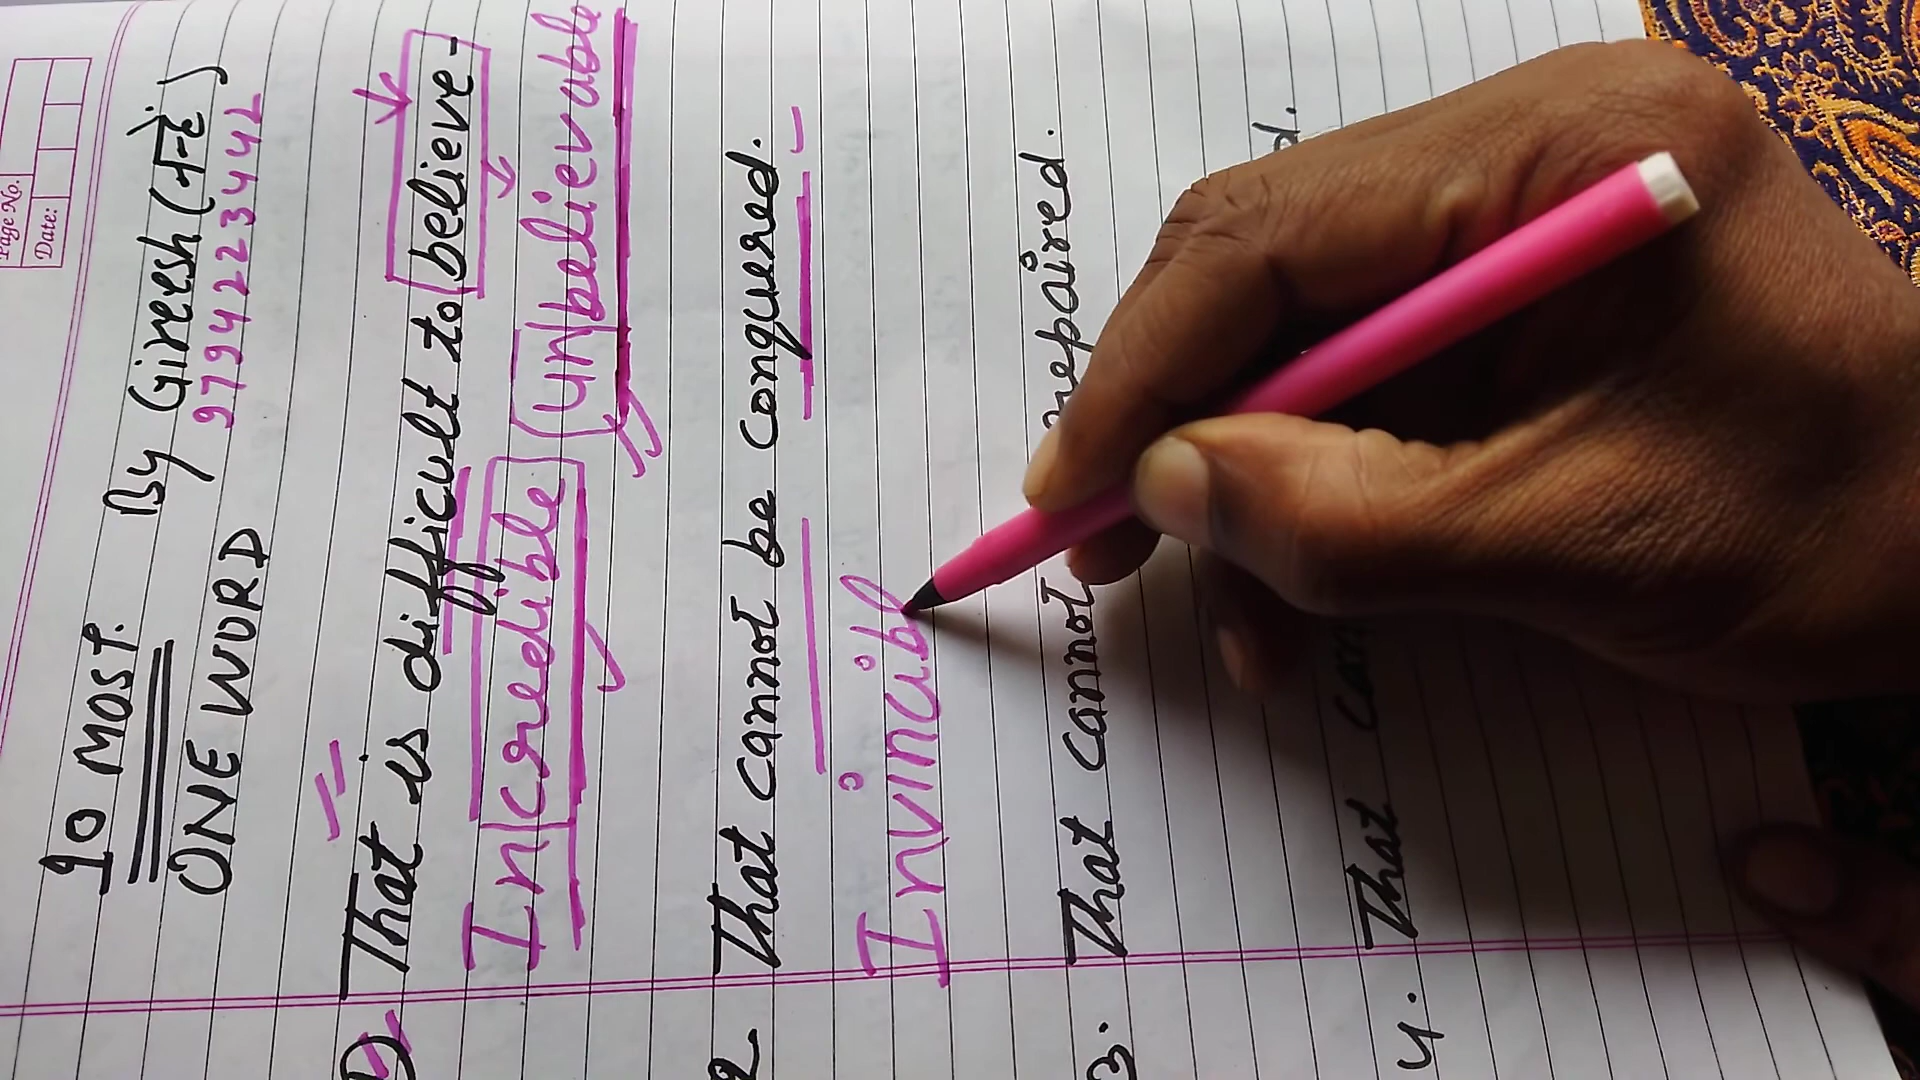 Page No.
Date:
10 MOST.
By Gireesh (सर)
ONE WORD
9794223442
1) That is difficult to believe-
Incredible unbelievable
2 That cannot be conquered.
Invincibl
3. That cannot repaired.
4. That d.